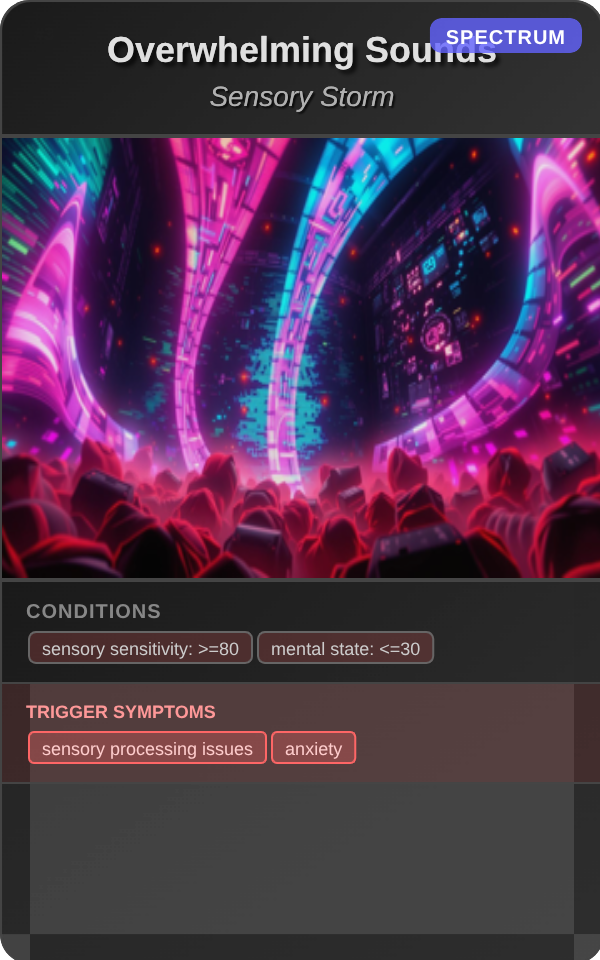 SPECTRUM
Overwhelming Sounds
Sensory Storm
CONDITIONS
sensory sensitivity: >=80 mental state: <=30
TRIGGER SYMPTOMS
sensory processing issues anxiety